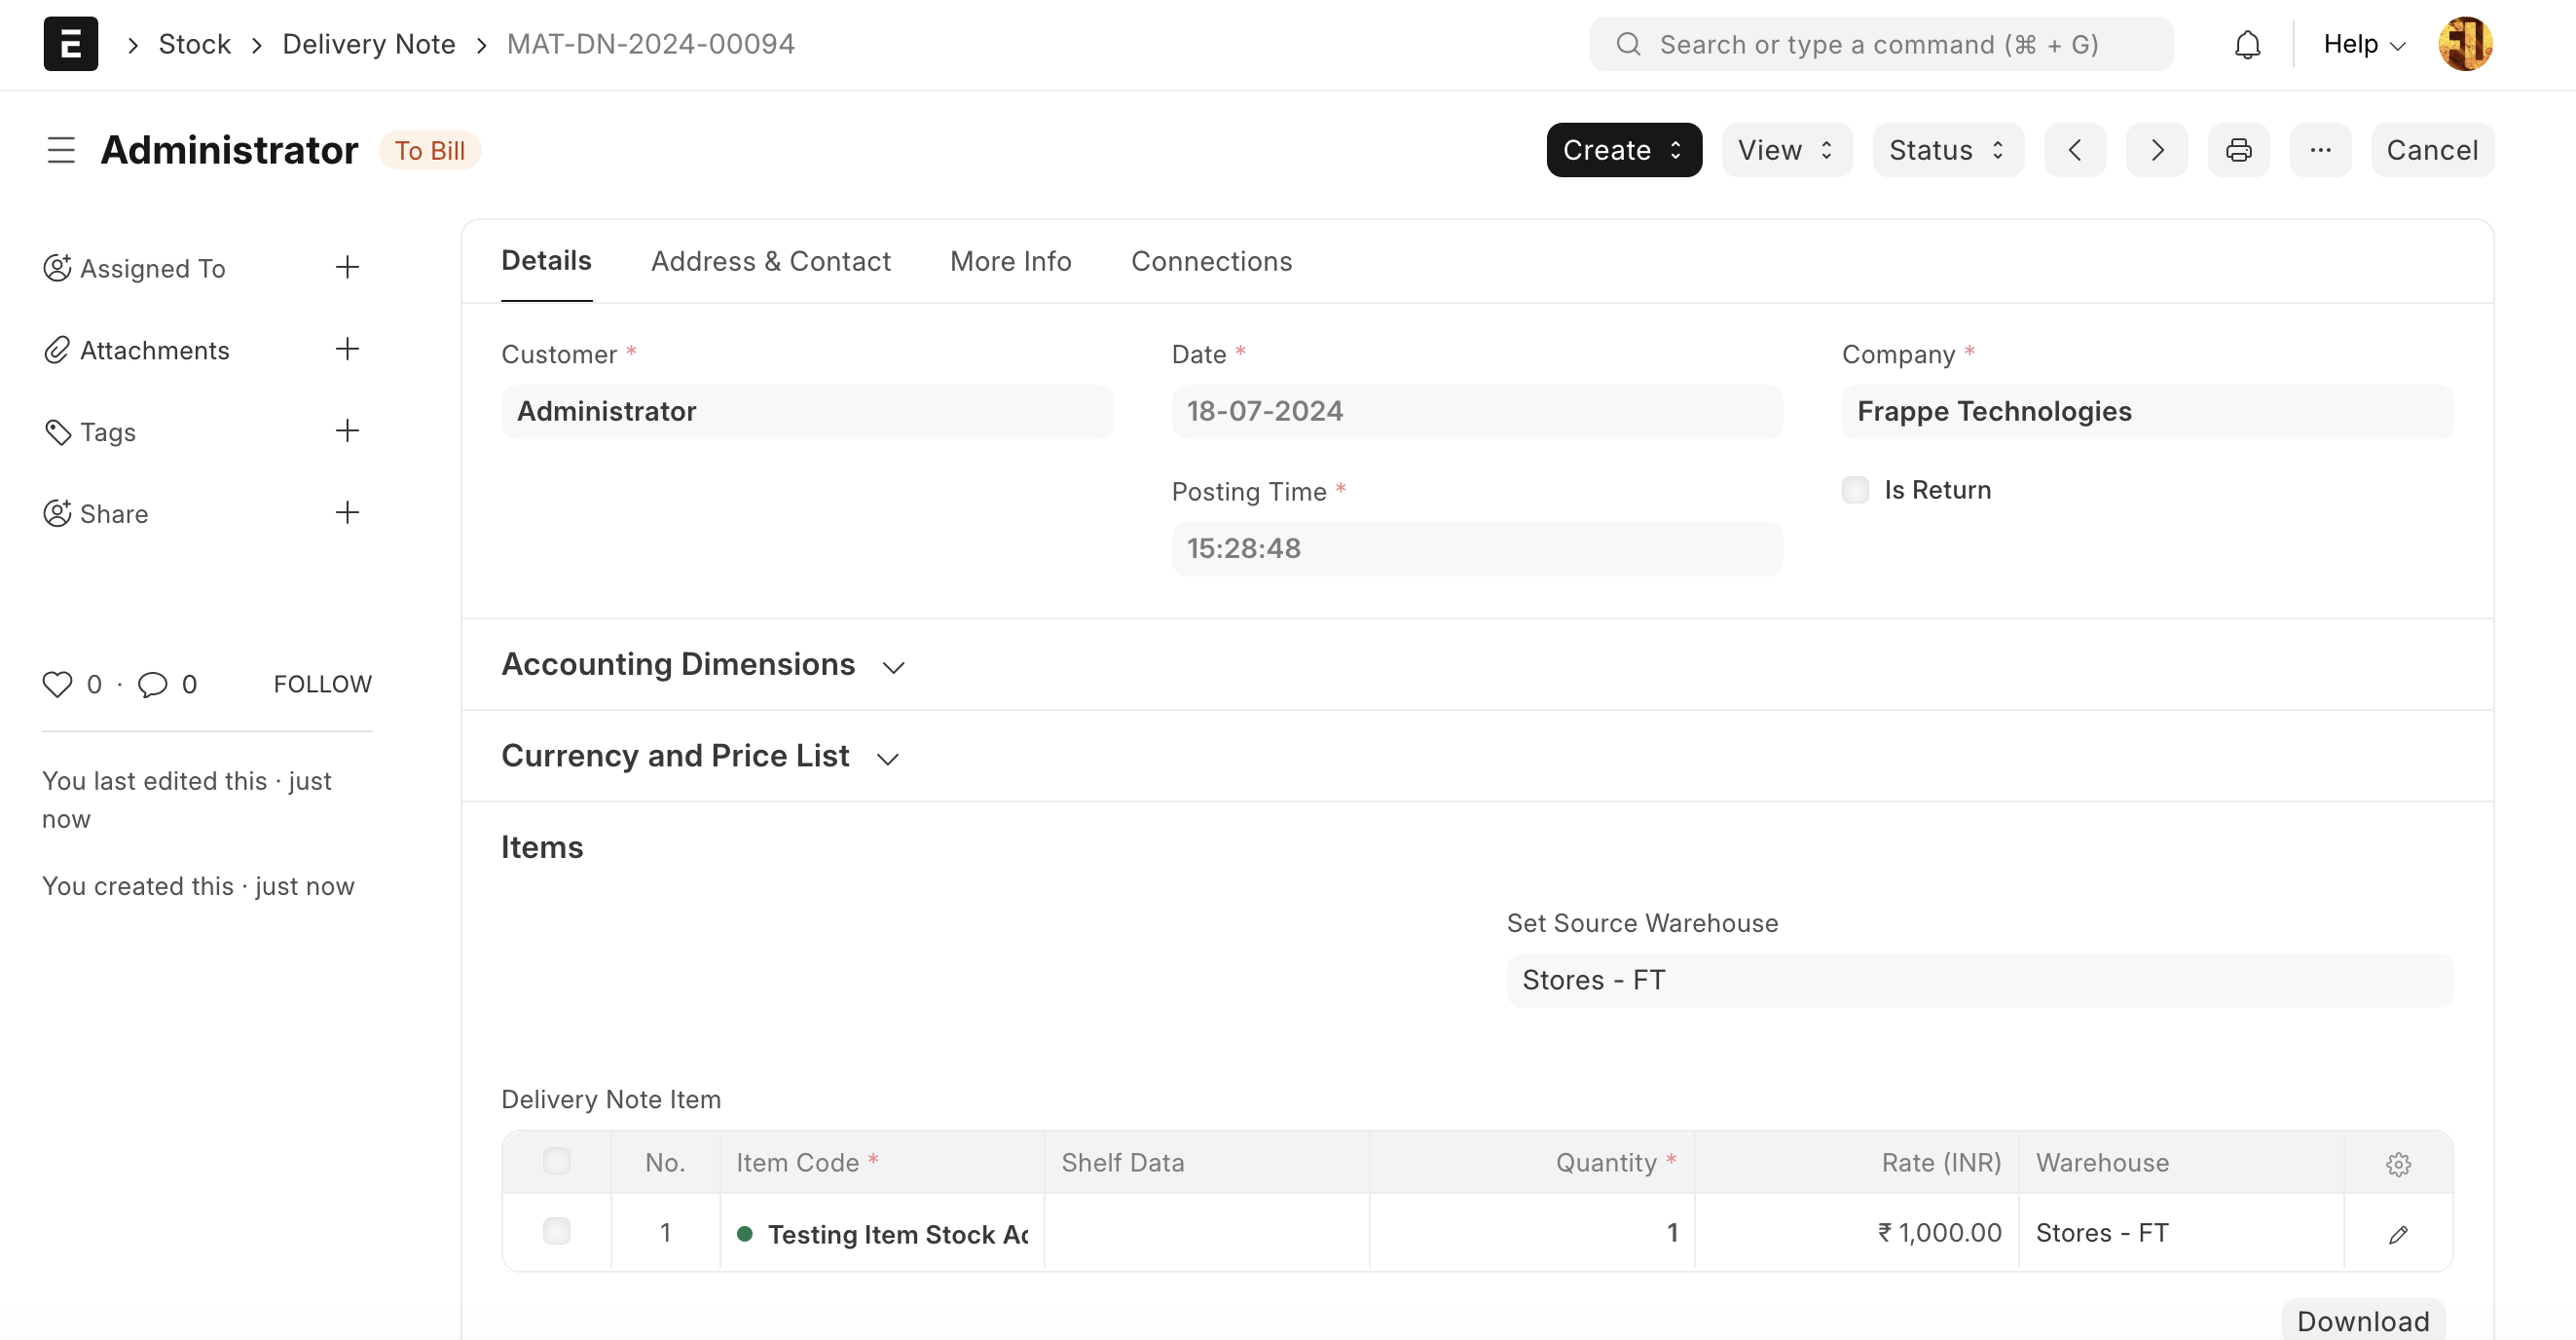 Stock > Delivery Note > MAT-DN-2024-00094
Search or type a command (⌘ + G)
Help
Administrator
To Bill
Create
View
Status
...
Cancel
Assigned To
Attachments
Tags
Share
0 · 0
FOLLOW
You last edited this · just
now
You created this · just now
Details
Address & Contact
More Info
Connections
Customer *
Administrator
Date *
18-07-2024
Posting Time *
15:28:48
Company *
Frappe Technologies
Is Return
Accounting Dimensions
Currency and Price List
Items
Set Source Warehouse
Stores - FT
Delivery Note Item
No. Item Code * Shelf Data Quantity * Rate (INR) Warehouse
1 Testing Item Stock Ac 1 ₹ 1,000.00 Stores - FT
Download